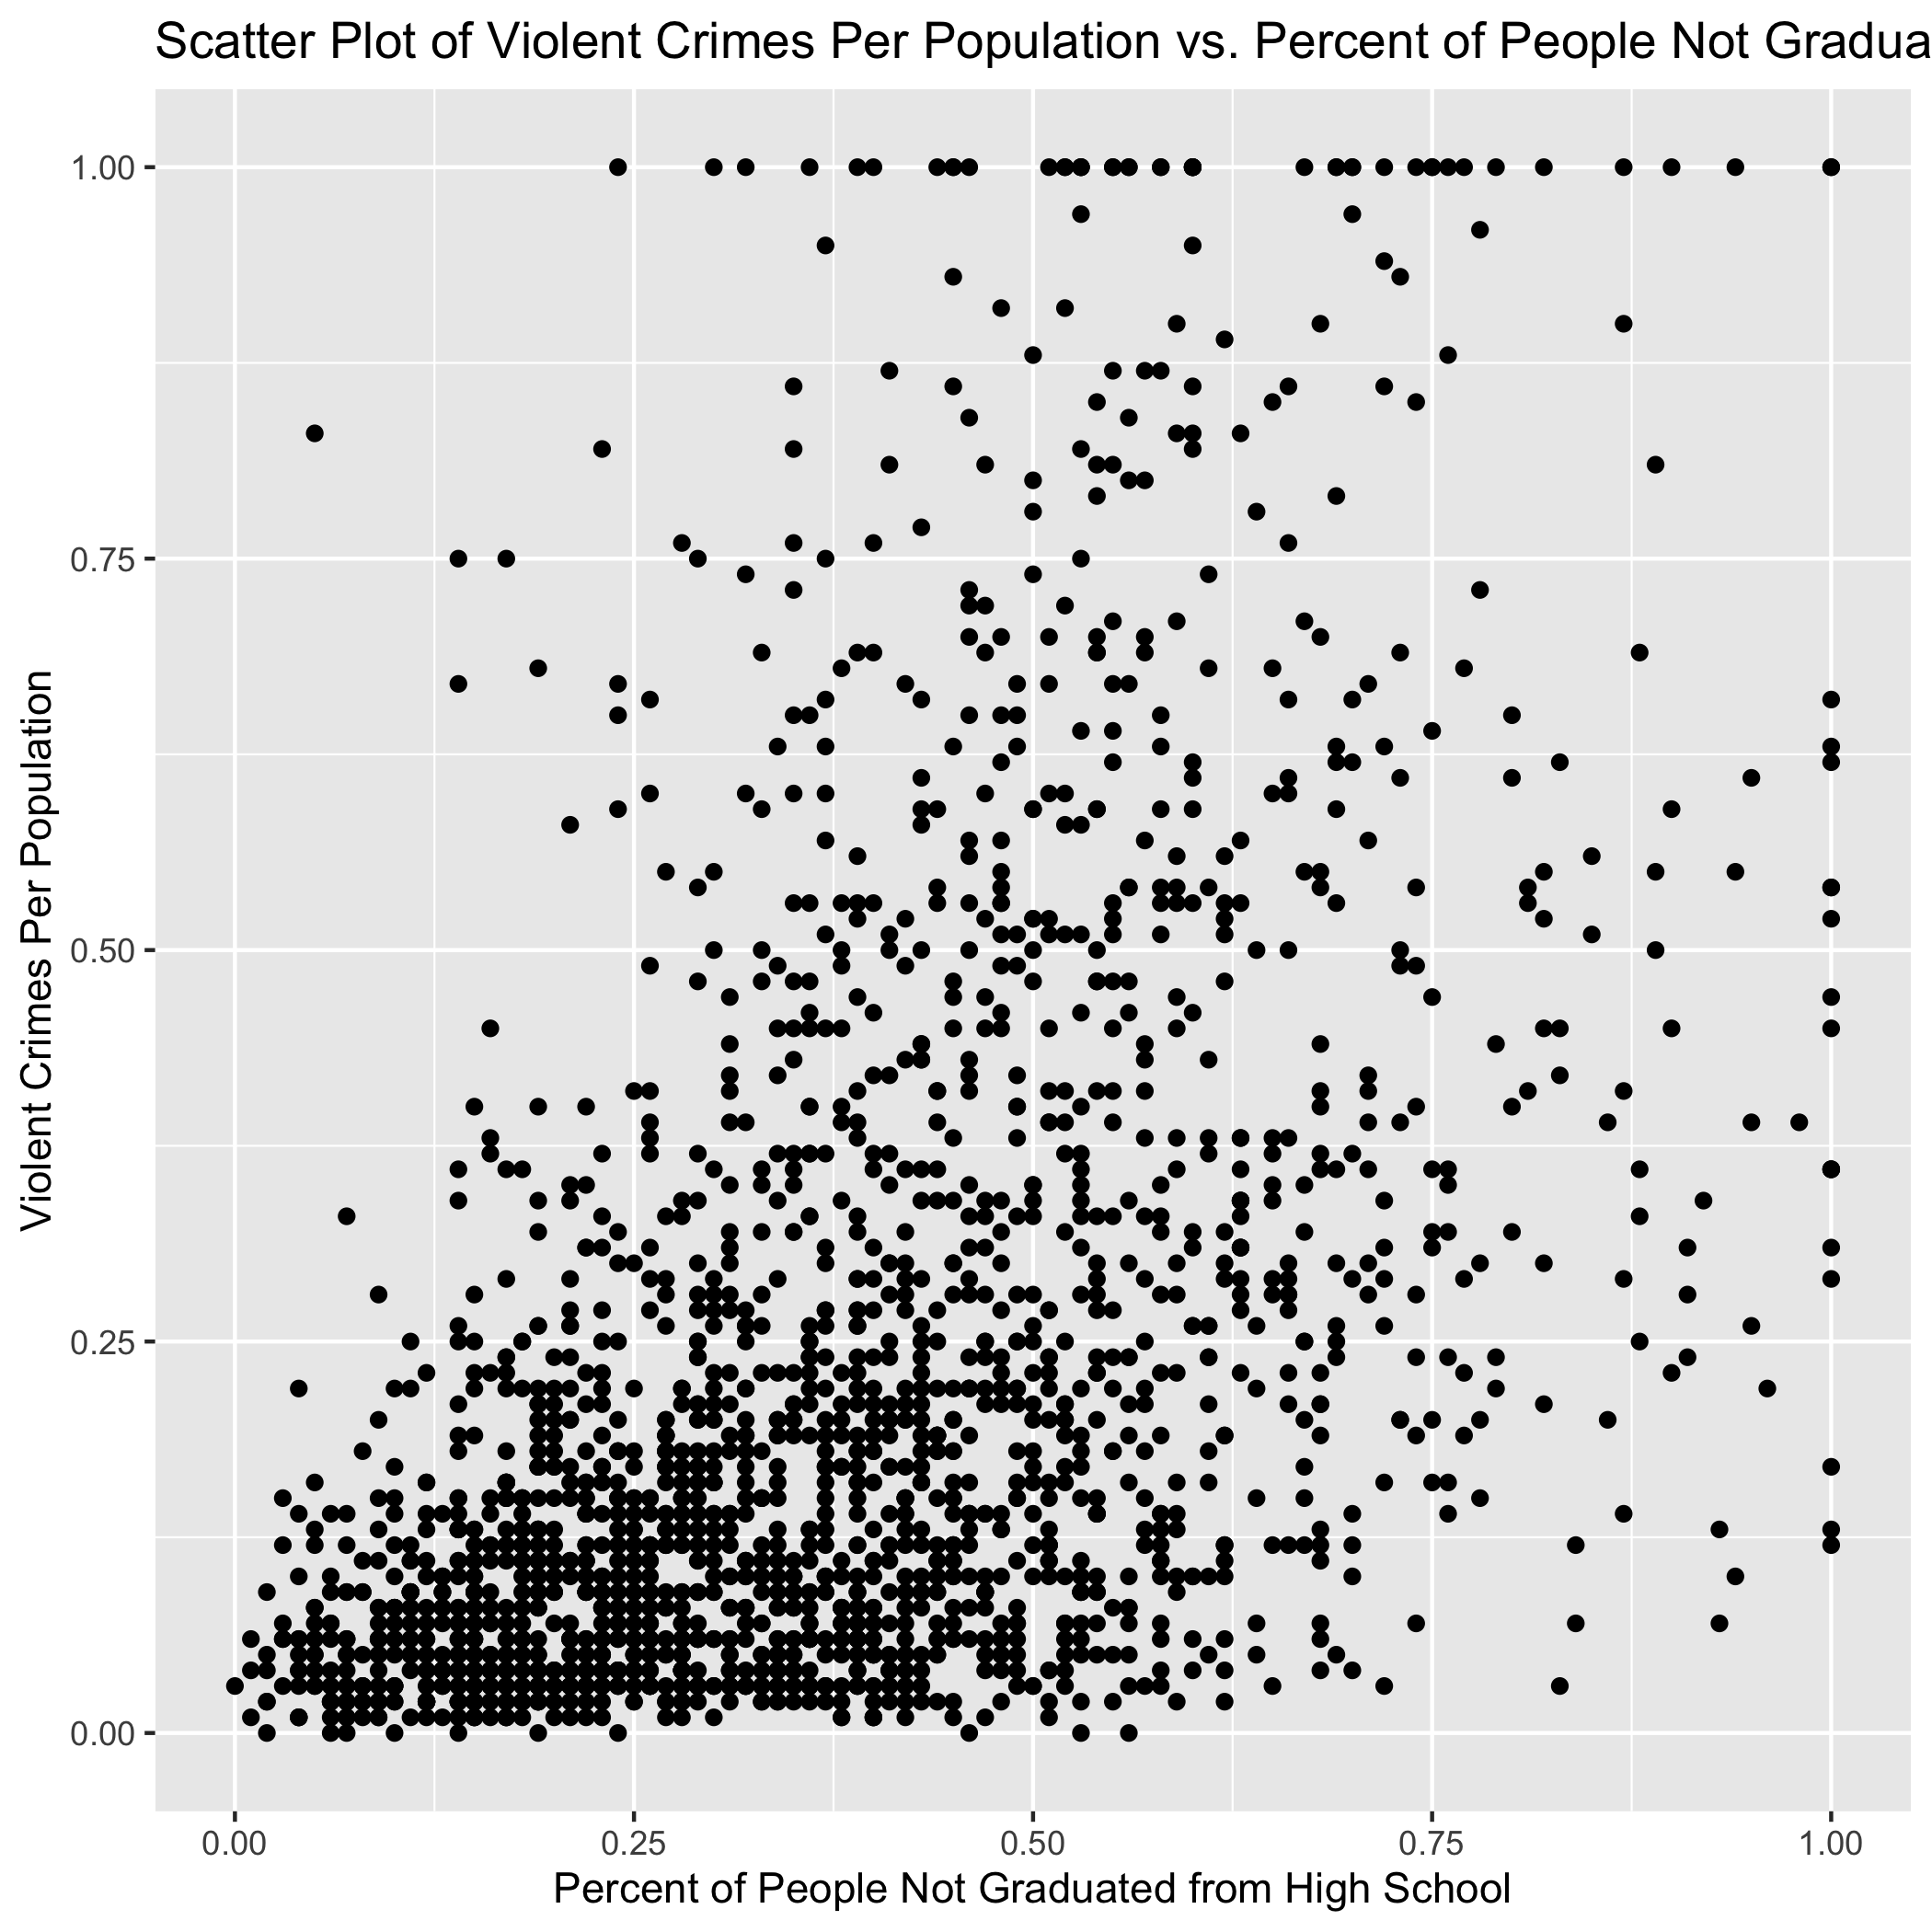 Scatter Plot of Violent Crimes Per Population vs. Percent of People Not Gradua
1.00
0.75
0.50
0.25
0.00
Violent Crimes Per Population
0.00 0.25 0.50 0.75 1.00
Percent of People Not Graduated from High School